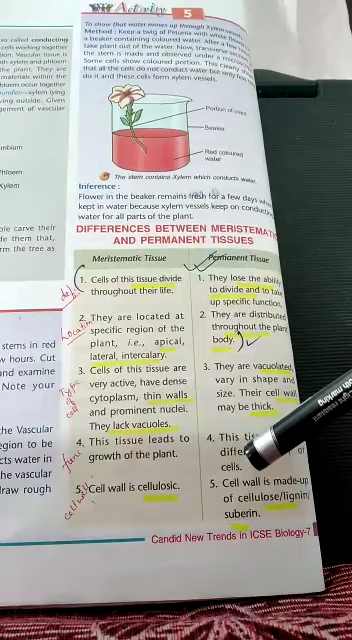 Activity 5
To show that water moves up through Xylem vessels.
Method : Keep a twig of Petunia with white flowers in
a beaker containing coloured water. After a few
take plant out of the water. Now, transverse
the stem is made and observed under a
Some cells show coloured portion. This clearly
that all the cells do not conduct water but only few
do it and these cells form xylem vessels.
Portion of plant
Beaker
Red coloured
water
The stem contains Xylem which conducts water.
Inference :
Flower in the beaker remains fresh for a few days when
kept in water because xylem vessels keep on conducting
water for all parts of the plant.
DIFFERENCES BETWEEN MERISTEMATIC
AND PERMANENT TISSUES
Meristematic Tissue
1. Cells of this tissue divide
throughout their life.
2. They are located at
specific region of the
plant, i.e., apical,
lateral, intercalary.
3. Cells of this tissue are
very active, have dense
cytoplasm, thin walls
and prominent nuclei.
They lack vacuoles.
4. This tissue leads to
growth of the plant.
5. Cell wall is cellulosic.
Permanent Tissue
1. They lose the ability
to divide and to take
up specific function.
2. They are distributed
throughout the plant
body.
3. They are vacuolated,
vary in shape and
size. Their cell wall
may be thick.
4. This
of
cells.
5. Cell wall is made-up
of cellulose/lignin/
suberin.
Location
Type
of
cell
cell wall
Candid New Trends in ICSE Biology-7
so called conducting
cells working together
tion. Vascular tissue is
th xylem and phloem
the plant. They are
materials within the
phloem occur together
xylem lying
ving outside. Given
gement of vascular
mbium
Phloem
Xylem
ple carve their
de them that,
rm the tree as
stems in red
w hours. Cut
and examine
Note your
the Vascular
egion to be
cts water in
he vascular
draw rough